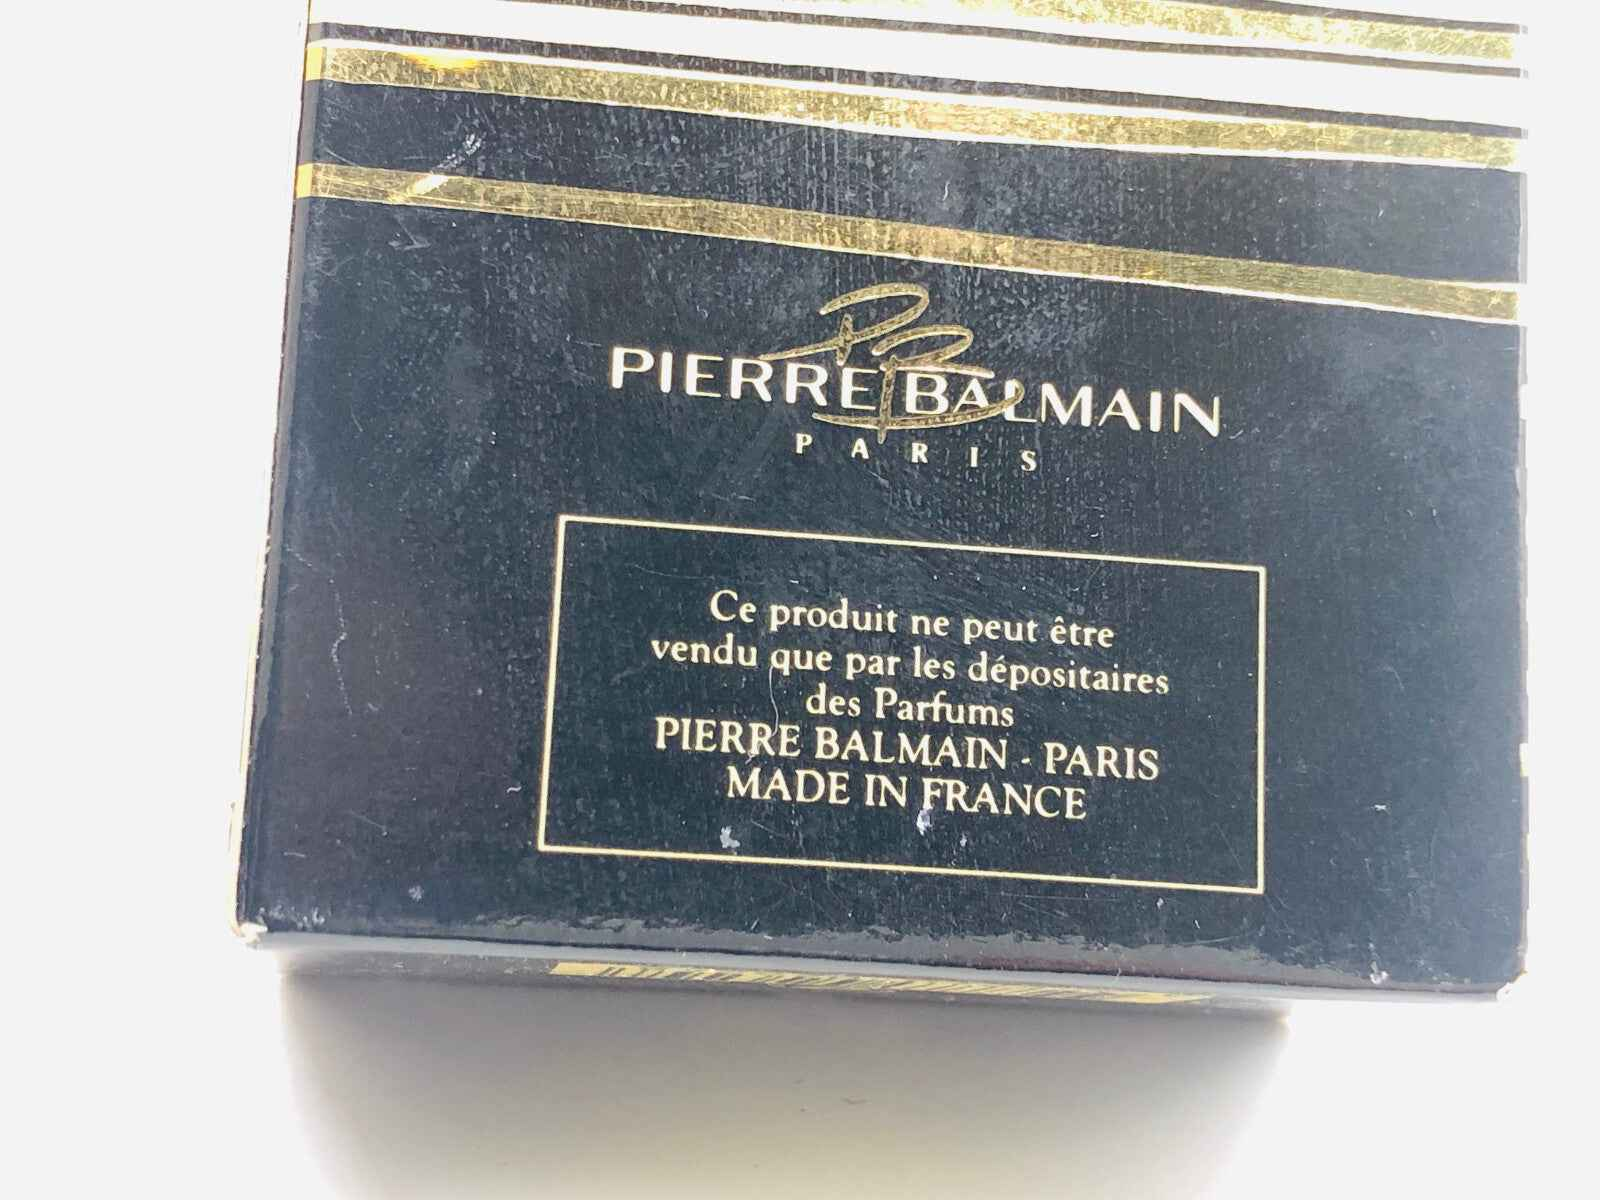 PB
PIERRE BALMAIN
PARIS
Ce produit ne peut être
vendu que par les dépositaires
des Parfums
PIERRE BALMAIN - PARIS
MADE IN FRANCE